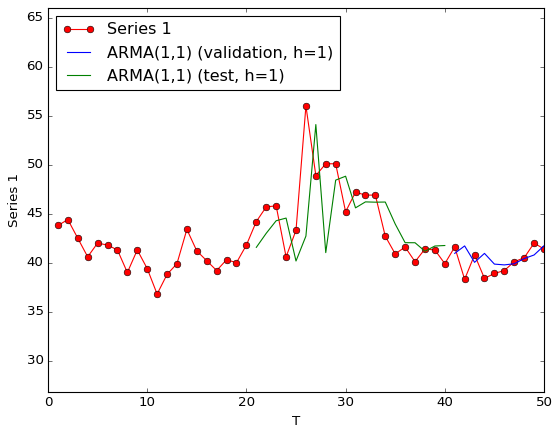 65
60
55
50
45
40
35
30
Series 1
Series 1
ARMA(1,1) (validation, h=1)
ARMA(1,1) (test, h=1)
0
10
20
30
40
50
T